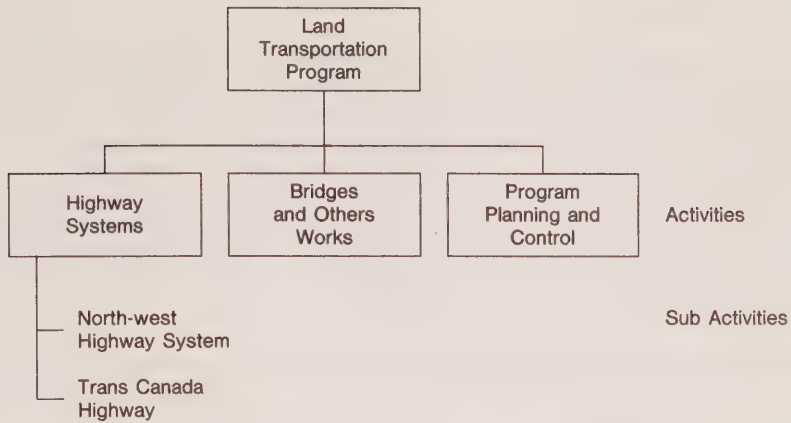 Land
Transportation
Program
Highway
Systems
Bridges
and Others
Works
Program
Planning and
Control
Activities
North-west
Highway System
Sub Activities
Trans Canada
Highway